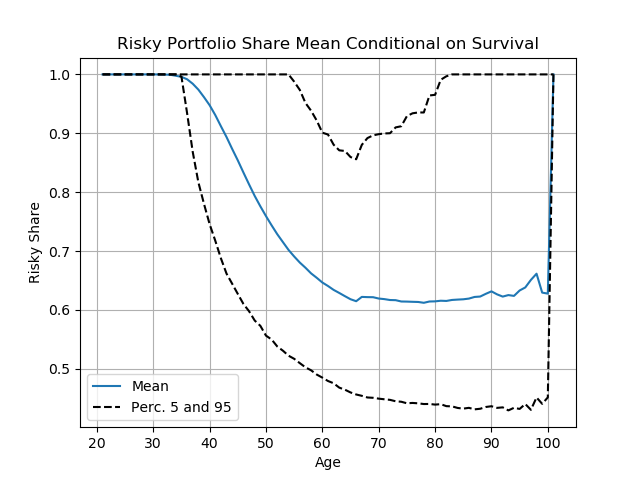 Risky Portfolio Share Mean Conditional on Survival
1.0
0.9
0.8
0.7
0.6
0.5
Risky Share
Mean
Perc. 5 and 95
20 30 40 50 60 70 80 90 100
Age